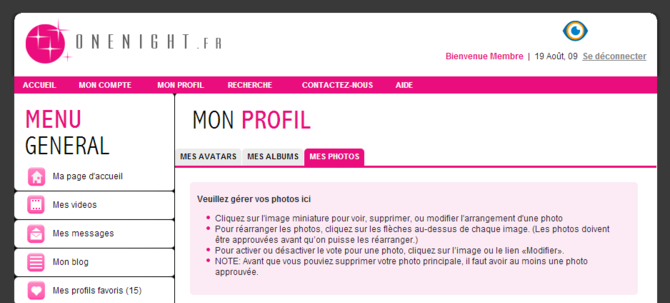 ONENIGHT.FR
Bienvenue Membre | 19 Août, 09 Se déconnecter
ACCUEIL MON COMPTE MON PROFIL RECHERCHE CONTACTEZ-NOUS AIDE
MENU
GENERAL
Ma page d'accueil
Mes videos
Mes messages
Mon blog
Mes profils favoris (15)
MON PROFIL
MES AVATARS MES ALBUMS MES PHOTOS
Veuillez gérer vos photos ici
Cliquez sur l'image miniature pour voir, supprimer, ou modifier l'arrangement d'une photo
Pour réarranger les photos, cliquez sur les flèches au-dessus de chaque image. (Les photos doivent
être approuvées avant qu'on puisse les réarranger.)
Pour activer ou désactiver le vote pour une photo, cliquez sur l'image ou le lien «Modifier».
NOTE: Avant que vous pouviez supprimer votre photo principale, il faut avoir au moins une photo
approuvée.